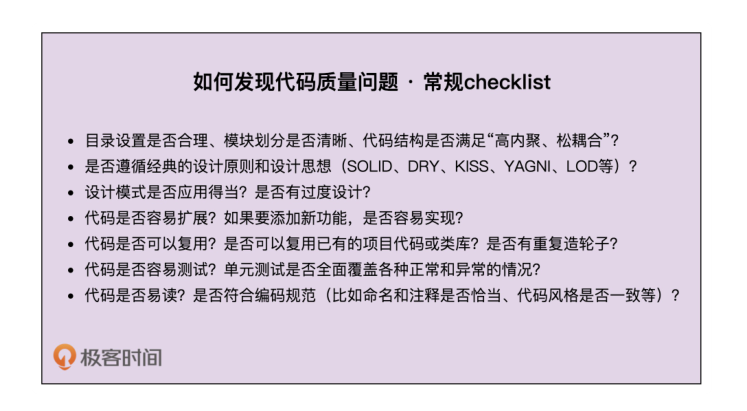 如何发现代码质量问题 · 常规checklist
• 目录设置是否合理、模块划分是否清晰、代码结构是否满足“高内聚、松耦合”？
• 是否遵循经典的设计原则和设计思想（SOLID、DRY、KISS、YAGNI、LOD等）？
• 设计模式是否应用得当？是否有过度设计？
• 代码是否容易扩展？如果要添加新功能，是否容易实现？
• 代码是否可以复用？是否可以复用已有的项目代码或类库？是否有重复造轮子？
• 代码是否容易测试？单元测试是否全面覆盖各种正常和异常的情况？
• 代码是否易读？是否符合编码规范（比如命名和注释是否恰当、代码风格是否一致等）？
极客时间